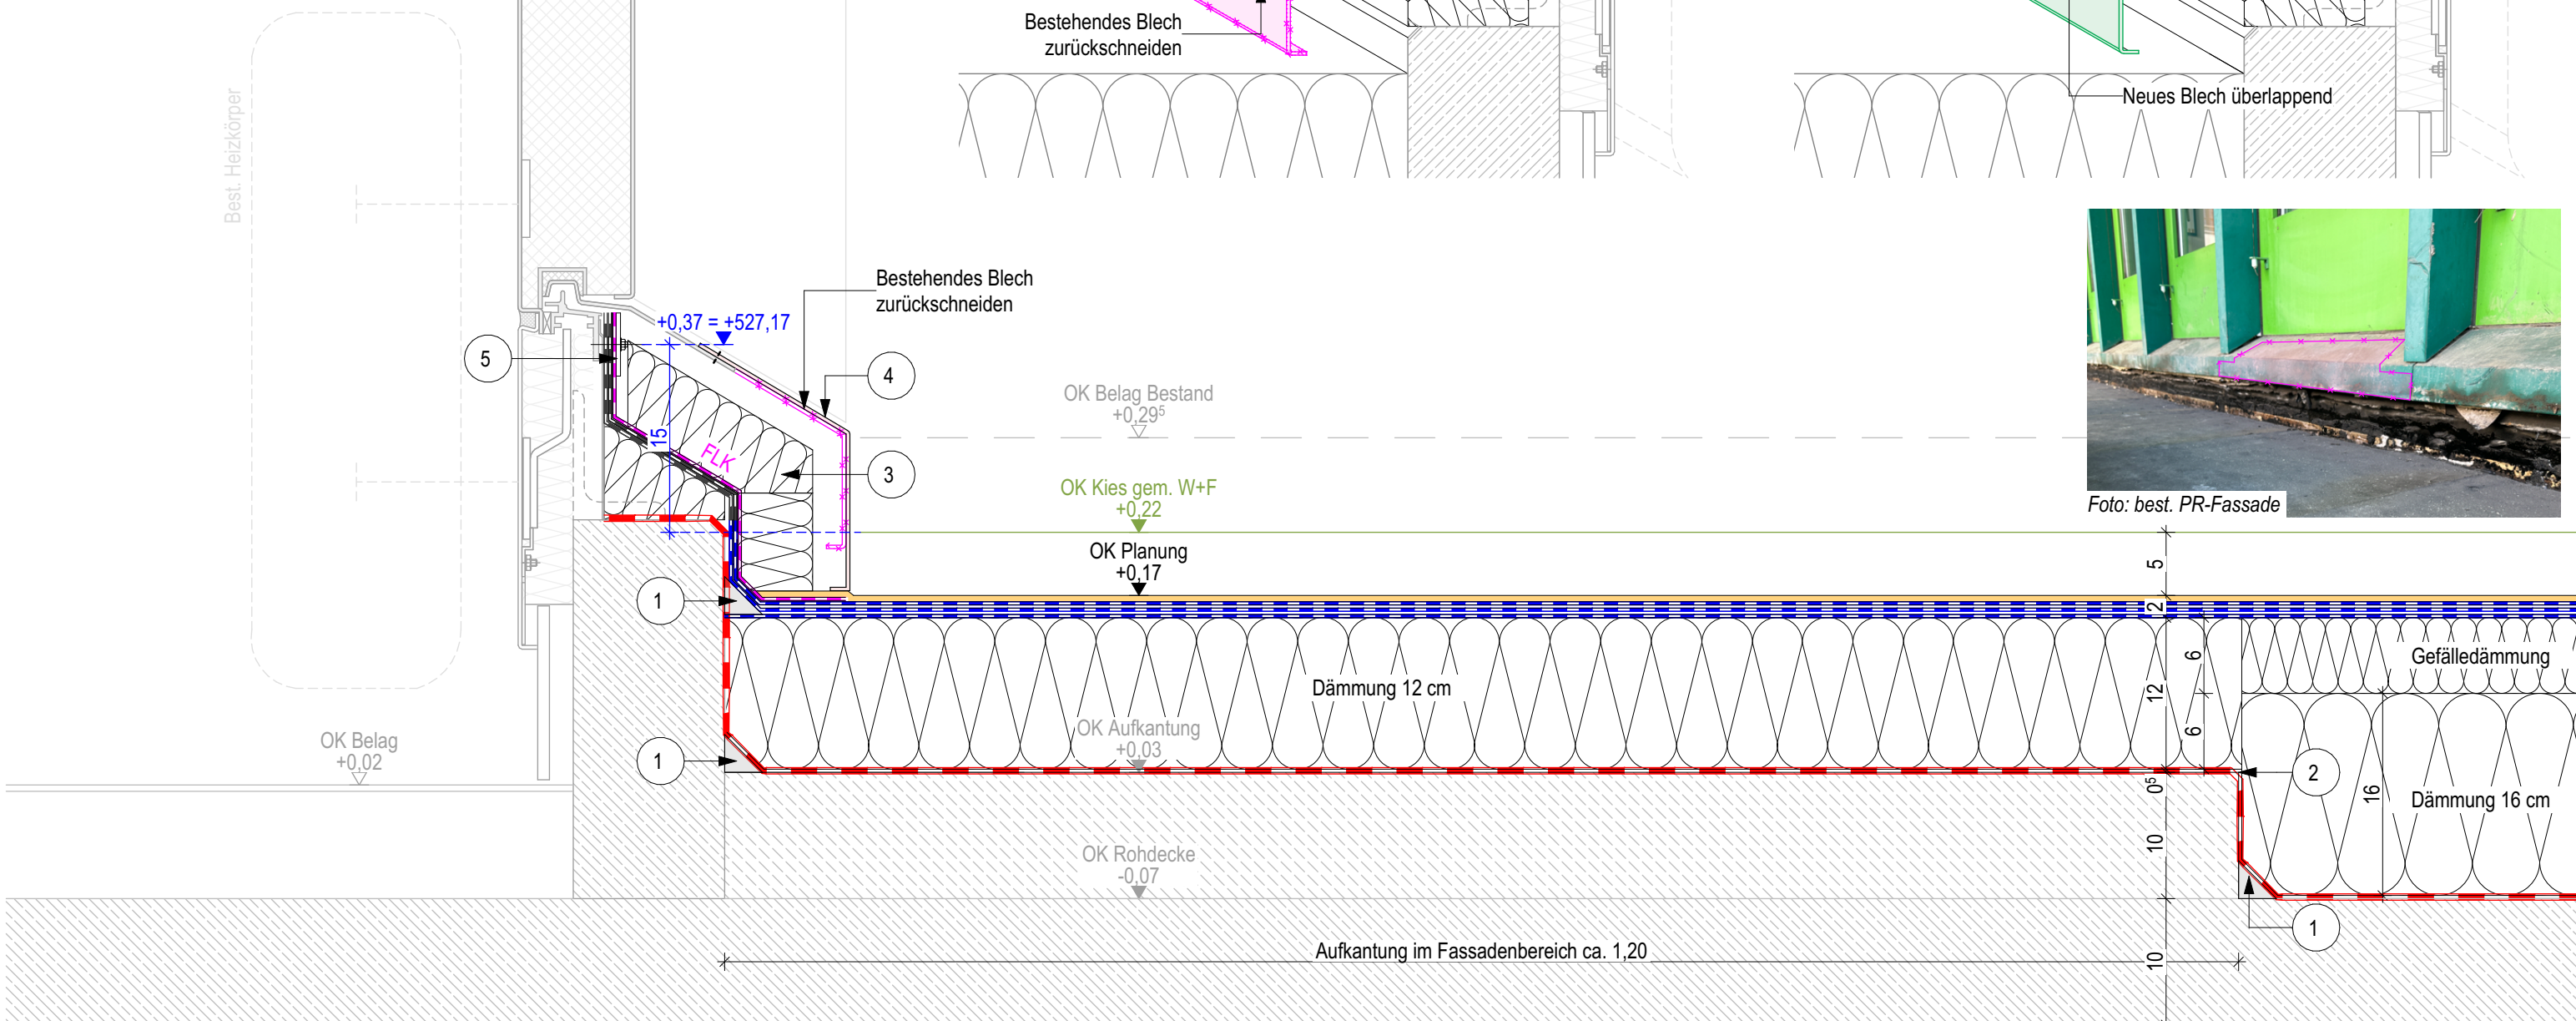 Bestehendes Blech
zurückschneiden
Neues Blech überlappend
Best. Heizkörper
Bestehendes Blech
zurückschneiden
+0,37 = +527,17
5
4
15
FLK
3
OK Belag Bestand
+0,29⁵
OK Kies gem. W+F
+0,22
OK Planung
+0,17
Foto: best. PR-Fassade
1
5
2
Gefälledämmung
6
12
6
Dämmung 12 cm
OK Aufkantung
+0,03
OK Belag
+0,02
1
2
0⁵
16
Dämmung 16 cm
10
OK Rohdecke
-0,07
1
Aufkantung im Fassadenbereich ca. 1,20
10